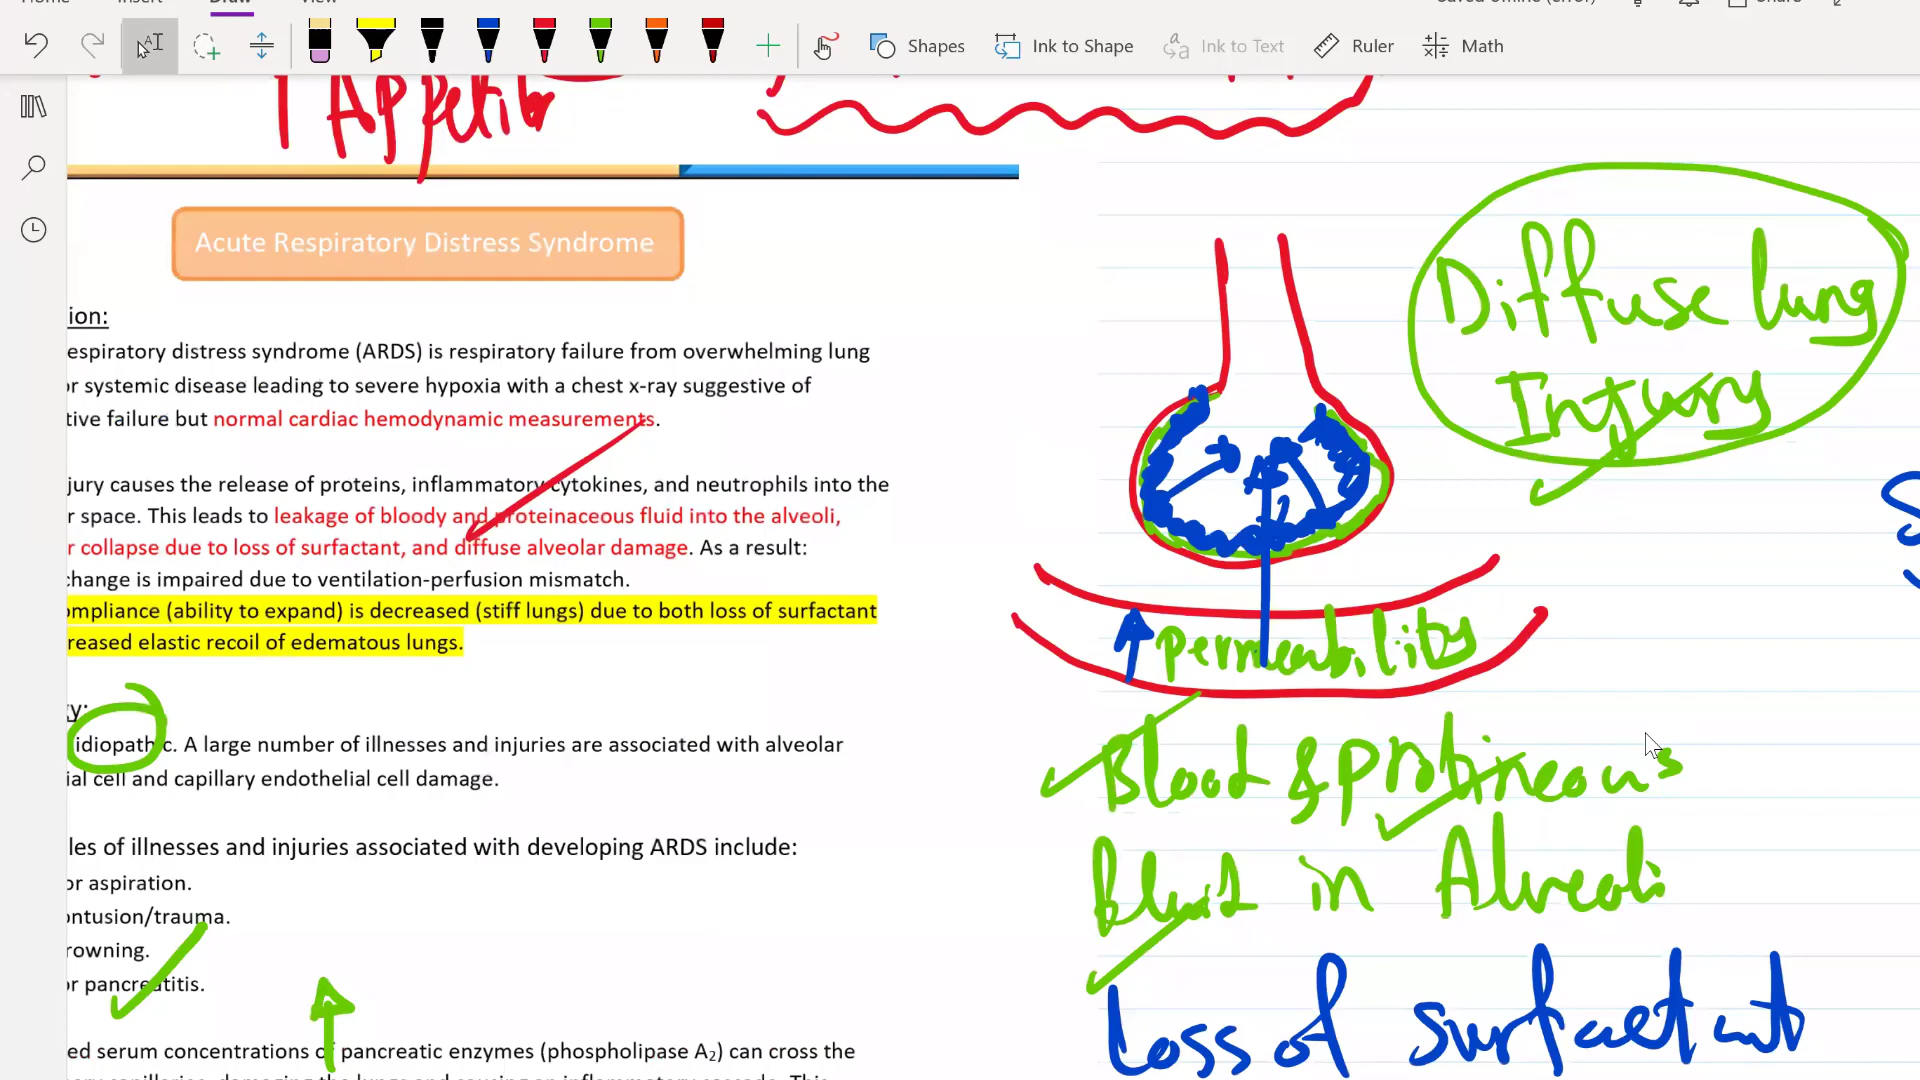 Shapes
Ink to Shape
Ink to Text
Ruler
Math
↑ Appetite
Acute Respiratory Distress Syndrome
ion:
espiratory distress syndrome (ARDS) is respiratory failure from overwhelming lung
or systemic disease leading to severe hypoxia with a chest x-ray suggestive of
tive failure but normal cardiac hemodynamic measurements.
jury causes the release of proteins, inflammatory cytokines, and neutrophils into the
r space. This leads to leakage of bloody and proteinaceous fluid into the alveoli,
r collapse due to loss of surfactant, and diffuse alveolar damage. As a result:
change is impaired due to ventilation-perfusion mismatch.
ompliance (ability to expand) is decreased (stiff lungs) due to both loss of surfactant
reased elastic recoil of edematous lungs.
gy:
idiopathic. A large number of illnesses and injuries are associated with alveolar
ial cell and capillary endothelial cell damage.
les of illnesses and injuries associated with developing ARDS include:
or aspiration.
ontusion/trauma.
rowning.
or pancreatitis.
ed serum concentrations of pancreatic enzymes (phospholipase A₂) can cross the
Diffuse lung
Injury
↑ permeability
Blood & protineous
in Alveoli
Loss of surfactant